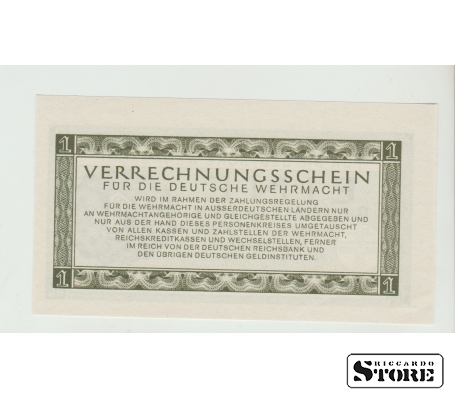 1 1
VERRECHNUNGSSCHEIN
FÜR DIE DEUTSCHE WEHRMACHT
WIRD IM RAHMEN DER ZAHLUNGSREGELUNG
FÜR DIE WEHRMACHT IN AUSSERDEUTSCHEN LÄNDERN NUR
AN WEHRMACHTANGEHÖRIGE UND GLEICHGESTELLTE ABGEGEBEN UND
NUR AUS DER HAND DIESES PERSONENKREISES UMGETAUSCHT
VON ALLEN KASSEN UND ZAHLSTELLEN DER WEHRMACHT,
REICHSKREDITKASSEN UND WECHSELSTELLEN, FERNER
IM REICH VON DER DEUTSCHEN REICHSBANK UND
DEN ÜBRIGEN DEUTSCHEN GELDINSTITUTEN.
1 1
RICCARDO
STORE